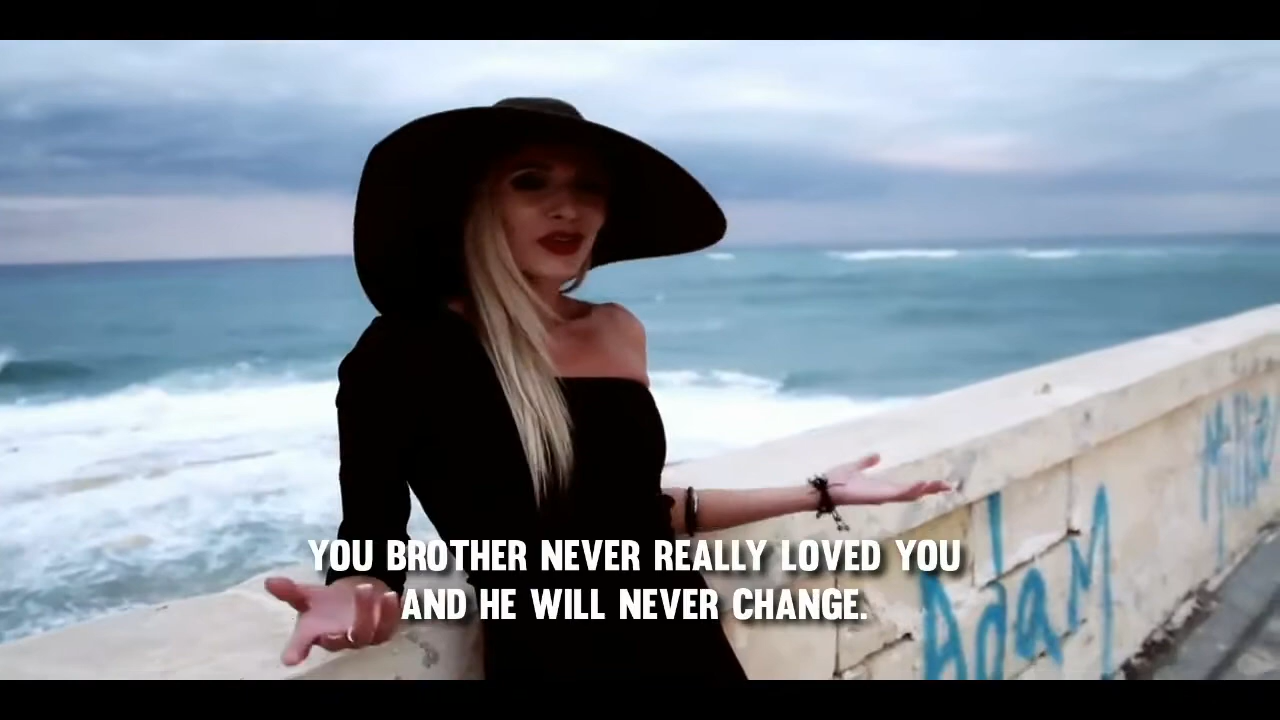 YOU BROTHER NEVER REALLY LOVED YOU
AND HE WILL NEVER CHANGE.
AdaM